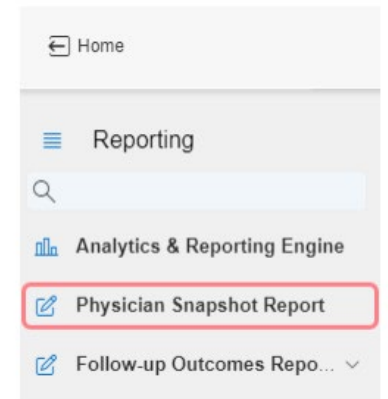 Home
Reporting
Analytics & Reporting Engine
Physician Snapshot Report
Follow-up Outcomes Repo...